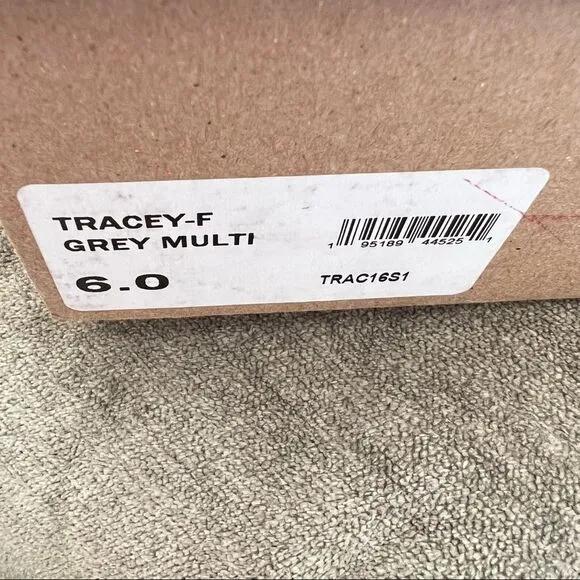 TRACEY-F
GREY MULTI
6.0
1 95189 44525 1
TRAC16S1